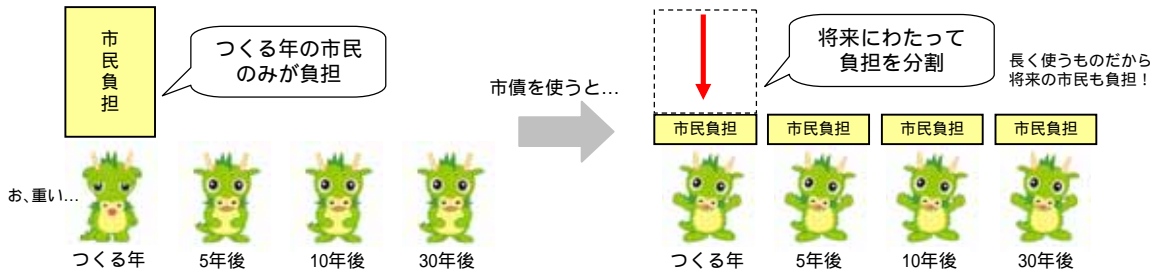 市民負担
つくる年の市民
のみが負担
お、重い…
つくる年
5年後
10年後
30年後
市債を使うと…
将来にわたって
負担を分割
長く使うものだから
将来の市民も負担！
市民負担
市民負担
市民負担
市民負担
つくる年
5年後
10年後
30年後